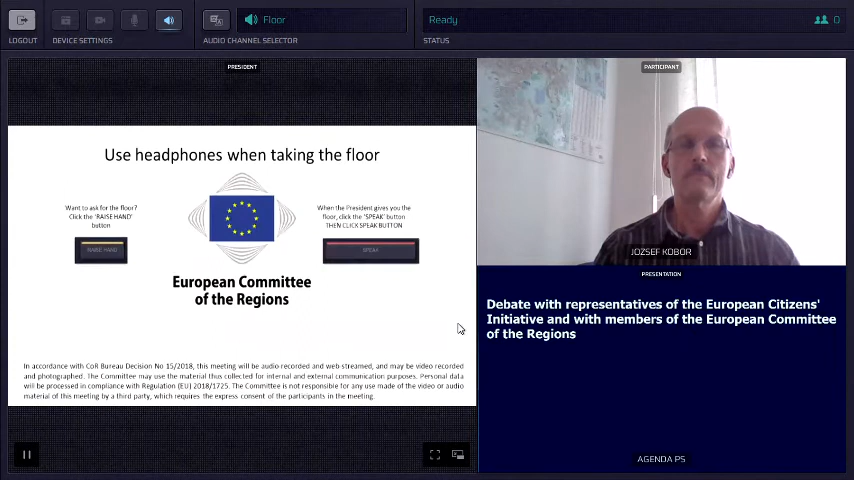 Floor
Ready
0
LOGOUT
DEVICE SETTINGS
AUDIO CHANNEL SELECTOR
STATUS
PRESIDENT
PARTICIPANT
Use headphones when taking the floor
Want to ask for the floor?
Click the 'RAISE HAND'
button
RAISE HAND
When the President gives you the
floor, click the 'SPEAK' button
THEN CLICK SPEAK BUTTON
SPEAK
European Committee
of the Regions
In accordance with CoR Bureau Decision No 15/2018, this meeting will be audio recorded and web streamed, and may be video recorded
and photographed. The Committee may use the material thus collected for internal and external communication purposes. Personal data
will be processed in compliance with Regulation (EU) 2018/1725. The Committee is not responsible for any use made of the video or audio
material of this meeting by a third party, which requires the express consent of the participants in the meeting.
JOZSEF KOBOR
PRESENTATION
Debate with representatives of the European Citizens'
Initiative and with members of the European Committee
of the Regions
AGENDA PS